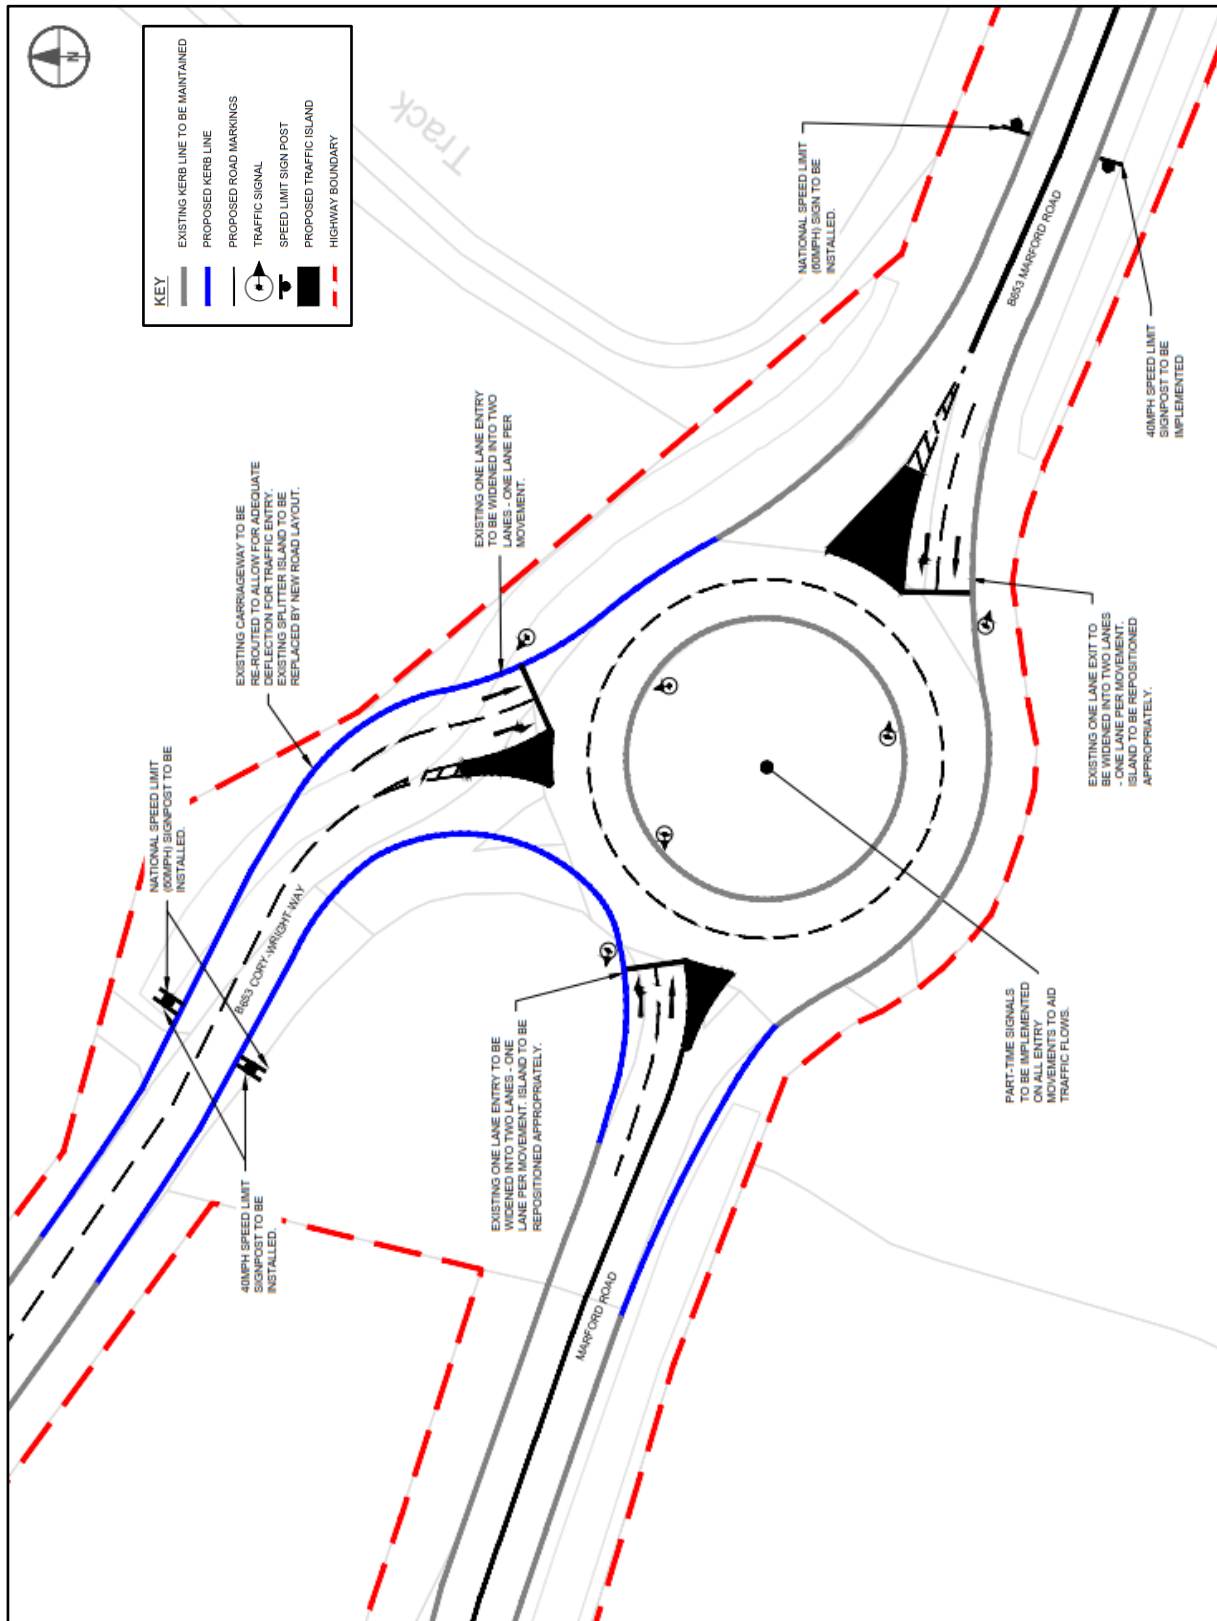 N
KEY
EXISTING KERB LINE TO BE MAINTAINED
PROPOSED KERB LINE
PROPOSED ROAD MARKINGS
TRAFFIC SIGNAL
SPEED LIMIT SIGN POST
PROPOSED TRAFFIC ISLAND
HIGHWAY BOUNDARY
Track
NATIONAL SPEED LIMIT
(60MPH) SIGN TO BE
INSTALLED.
B653 MARFORD ROAD
40MPH SPEED LIMIT
SIGNPOST TO BE
IMPLEMENTED
EXISTING ONE LANE ENTRY
TO BE WIDENED INTO TWO
LANES - ONE LANE PER
MOVEMENT.
EXISTING CARRIAGEWAY TO BE
RE-ROUTED TO ALLOW FOR ADEQUATE
DEFLECTION FOR TRAFFIC ENTRY.
EXISTING SPLITTER ISLAND TO BE
REPLACED BY NEW ROAD LAYOUT.
NATIONAL SPEED LIMIT
(60MPH) SIGNPOST TO BE
INSTALLED.
B653 CORY-WRIGHT WAY
40MPH SPEED LIMIT
SIGNPOST TO BE
INSTALLED.
EXISTING ONE LANE ENTRY TO BE
WIDENED INTO TWO LANES - ONE
LANE PER MOVEMENT. ISLAND TO BE
REPOSITIONED APPROPRIATELY.
MARFORD ROAD
EXISTING ONE LANE EXIT TO
BE WIDENED INTO TWO LANES
- ONE LANE PER MOVEMENT.
ISLAND TO BE REPOSITIONED
APPROPRIATELY.
PART-TIME SIGNALS
TO BE IMPLEMENTED
ON ALL ENTRY
MOVEMENTS TO AID
TRAFFIC FLOWS.